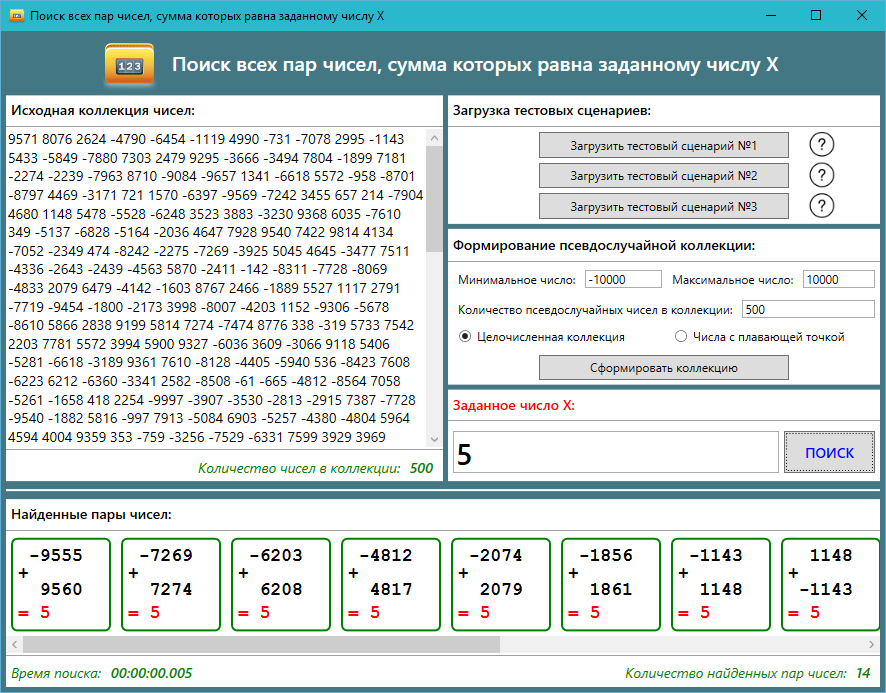 Поиск всех пар чисел, сумма которых равна заданному числу X
123
Поиск всех пар чисел, сумма которых равна заданному числу X
Исходная коллекция чисел:
9571 8076 2624 -4790 -6454 -1119 4990 -731 -7078 2995 -1143
5433 -5849 -7880 7303 2479 9295 -3666 -3494 7804 -1899 7181
-2274 -2239 -7963 8710 -9084 -9657 1341 -6618 5572 -958 -8701
-8797 4469 -3171 721 1570 -6397 -9569 -7242 3455 657 214 -7904
4680 1148 5478 -5528 -6248 3523 3883 -3230 9368 6035 -7610
349 -5137 -6828 -5164 -2036 4647 7928 9540 7422 9814 4134
-7052 -2349 474 -8242 -2275 -7269 -3925 5045 4645 -3477 7511
-4336 -2643 -2439 -4563 5870 -2411 -142 -8311 -7728 -8069
-4833 2079 6479 -4142 -1603 8767 2466 -1889 5527 1117 2791
-7719 -9454 -1800 -2173 3998 -8007 -4203 1152 -9306 -5678
-8610 5866 2838 9199 5814 7274 -7474 8776 338 -319 5733 7542
2203 7781 5572 3994 5900 9327 -6036 3609 -3066 9118 5406
-5281 -6618 -3189 9361 7610 -8128 -4405 -5940 536 -8423 7608
-6223 6212 -6360 -3341 2582 -8508 -61 -665 -4812 -8564 7058
-5261 -1658 418 2254 -9997 -3907 -3530 -2813 -2915 7387 -7728
-9540 -1882 5816 -997 7913 -5084 6903 -5257 -4380 -4804 5964
4594 4004 9359 353 -759 -3256 -7529 -6331 7599 3929 3969
Количество чисел в коллекции: 500
Загрузка тестовых сценариев:
Загрузить тестовый сценарий №1 ?
Загрузить тестовый сценарий №2 ?
Загрузить тестовый сценарий №3 ?
Формирование псевдослучайной коллекции:
Минимальное число: -10000 Максимальное число: 10000
Количество псевдослучайных чисел в коллекции: 500
Целочисленная коллекция Числа с плавающей точкой
Сформировать коллекцию
Заданное число X:
5 ПОИСК
Найденные пары чисел:
-9555 -7269 -6203 -4812 -2074 -1856 -1143 1148
+ + + + + + + +
9560 7274 6208 4817 2079 1861 1148 -1143
= 5 = 5 = 5 = 5 = 5 = 5 = 5 = 5
Время поиска: 00:00:00.005
Количество найденных пар чисел: 14